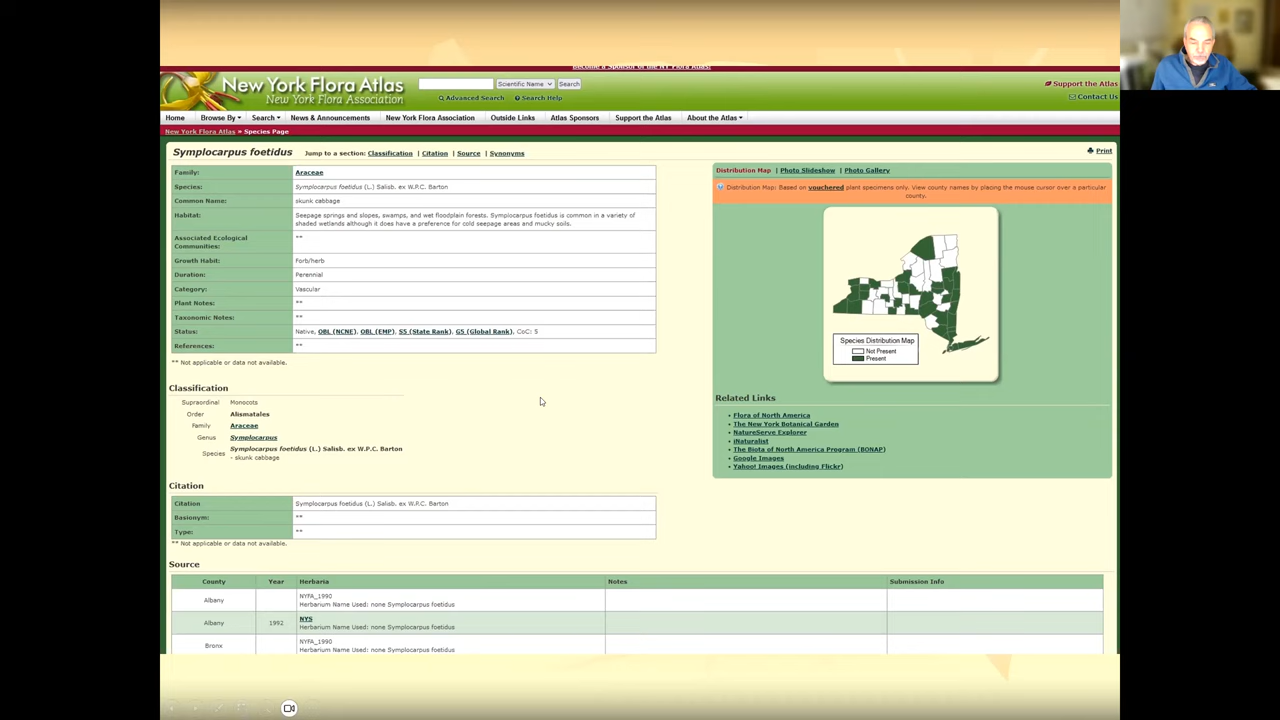 Become a Sponsor of the NY Flora Atlas!
New York Flora Atlas
New York Flora Association
Scientific Name
Search
Advanced Search
Search Help
Support the Atlas
Contact Us
Home Browse By Search News & Announcements New York Flora Association Outside Links Atlas Sponsors Support the Atlas About the Atlas
New York Flora Atlas » Species Page
Symplocarpus foetidus
Jump to a section: Classification | Citation | Source | Synonyms
Print
Family: Araceae
Species: Symplocarpus foetidus (L.) Salisb. ex W.P.C. Barton
Common Name: skunk cabbage
Habitat: Seepage springs and slopes, swamps, and wet floodplain forests. Symplocarpus foetidus is common in a variety of
shaded wetlands although it does have a preference for cold seepage areas and mucky soils.
Associated Ecological **
Communities:
Growth Habit: Forb/herb
Duration: Perennial
Category: Vascular
Plant Notes: **
Taxonomic Notes: **
Status: Native, OBL (NCNE), OBL (EMP), S5 (State Rank), G5 (Global Rank), CoC: 5
References: **
** Not applicable or data not available.
Distribution Map | Photo Slideshow | Photo Gallery
Distribution Map: Based on vouchered plant specimens only. View county names by placing the mouse cursor over a particular
county.
Species Distribution Map
Not Present
Present
Related Links
Flora of North America
The New York Botanical Garden
NatureServe Explorer
iNaturalist
The Biota of North America Program (BONAP)
Google Images
Yahoo! Images (including Flickr)
Classification
Supraordinal Monocots
Order Alismatales
Family Araceae
Genus Symplocarpus
Species Symplocarpus foetidus (L.) Salisb. ex W.P.C. Barton
- skunk cabbage
Citation
Citation Symplocarpus foetidus (L.) Salisb. ex W.P.C. Barton
Basionym: **
Type: **
** Not applicable or data not available.
Source
County Year Herbaria Notes Submission Info
Albany NYFA_1990
Herbarium Name Used: none Symplocarpus foetidus
Albany 1992 NYS
Herbarium Name Used: none Symplocarpus foetidus
Bronx NYFA_1990
Herbarium Name Used: none Symplocarpus foetidus